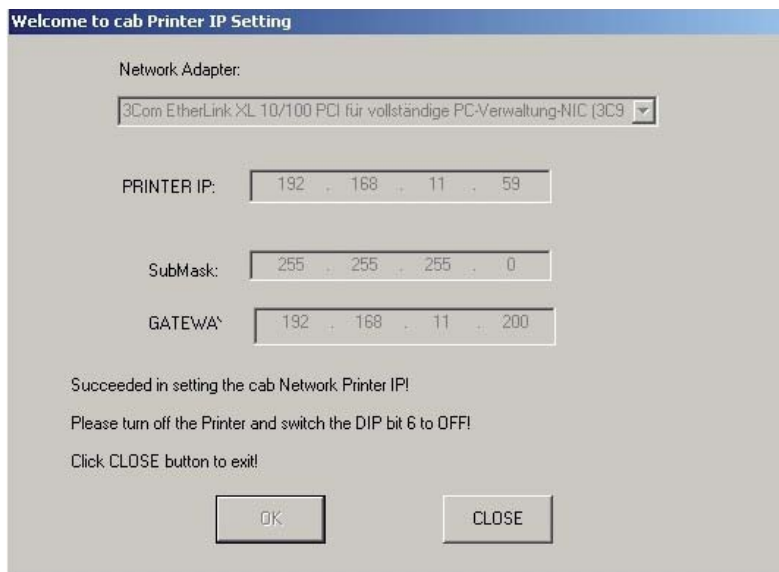 Welcome to cab Printer IP Setting
Network Adapter:
3Com EtherLink XL 10/100 PCI für vollständige PC-Verwaltung-NIC (3C9
PRINTER IP: 192 . 168 . 11 . 59
SubMask: 255 . 255 . 255 . 0
GATEWA 192 . 168 . 11 . 200
Succeeded in setting the cab Network Printer IP!
Please turn off the Printer and switch the DIP bit 6 to OFF!
Click CLOSE button to exit!
OK CLOSE